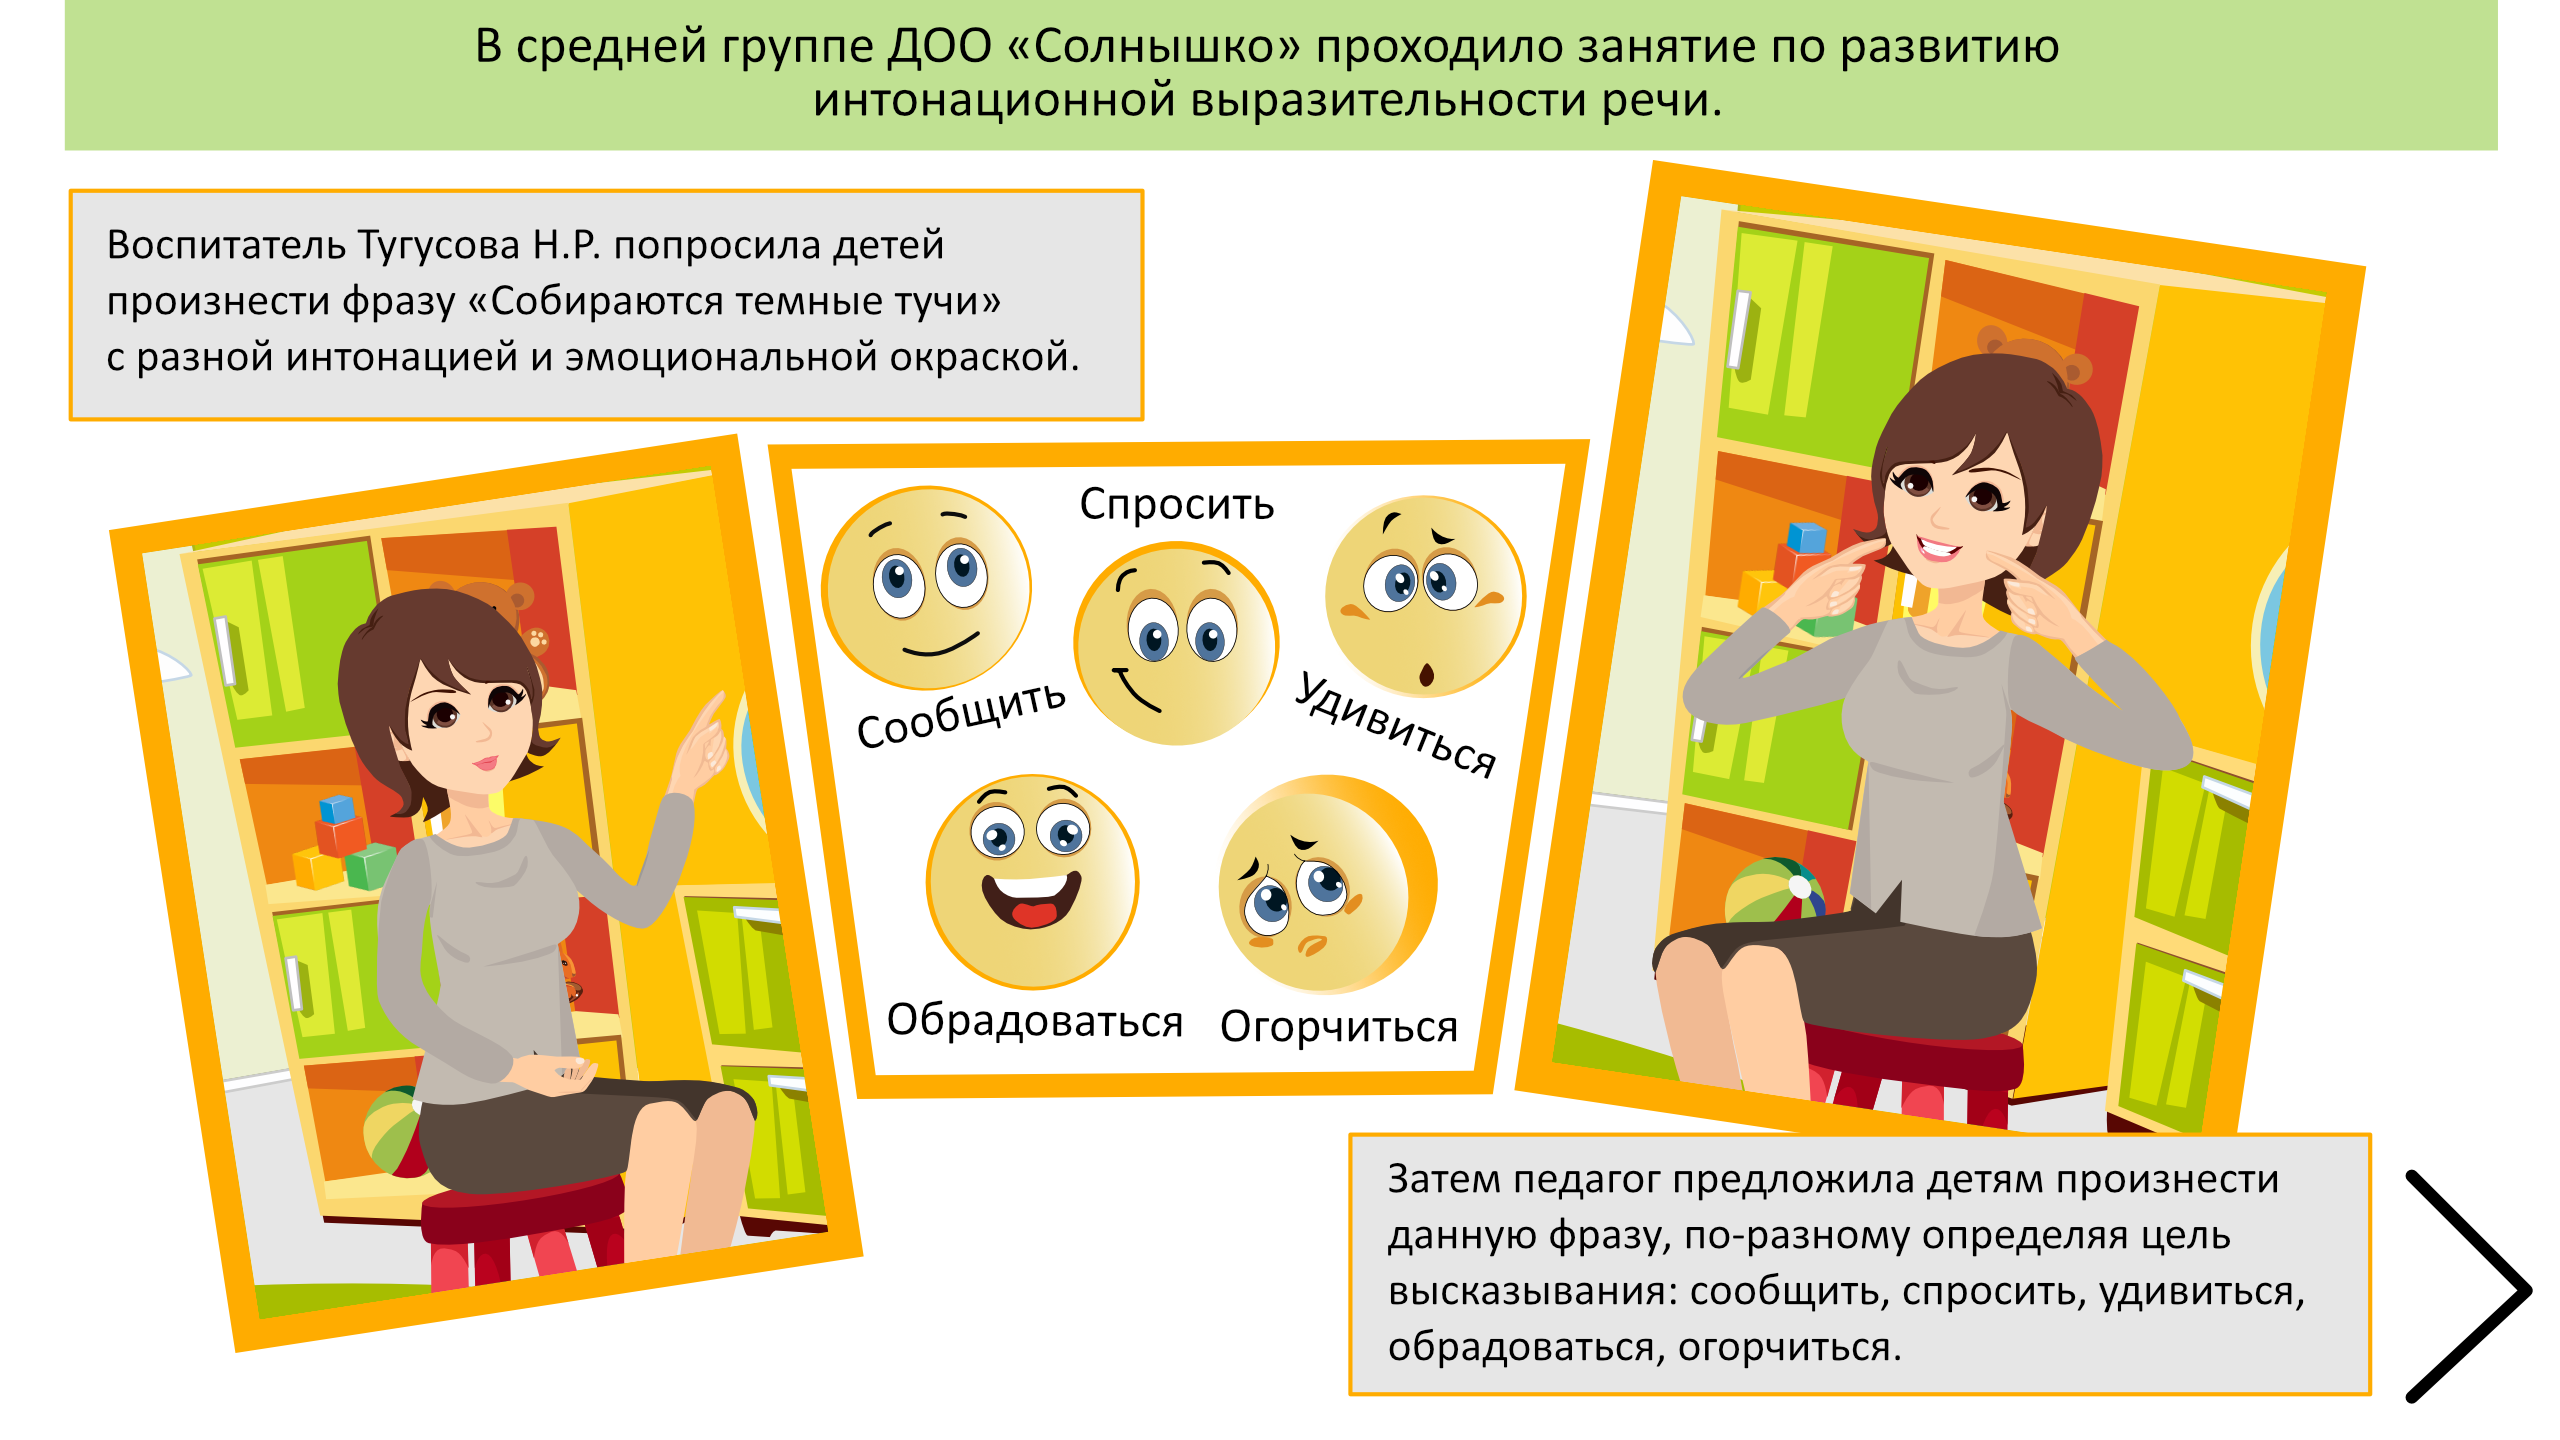 В средней группе ДОО «Солнышко» проходило занятие по развитию
интонационной выразительности речи.
Воспитатель Тугусова Н.Р. попросила детей
произнести фразу «Собираются темные тучи»
с разной интонацией и эмоциональной окраской.
Спросить
Сообщить
Удивиться
Обрадоваться
Огорчиться
Затем педагог предложила детям произнести
данную фразу, по-разному определяя цель
высказывания: сообщить, спросить, удивиться,
обрадоваться, огорчиться.